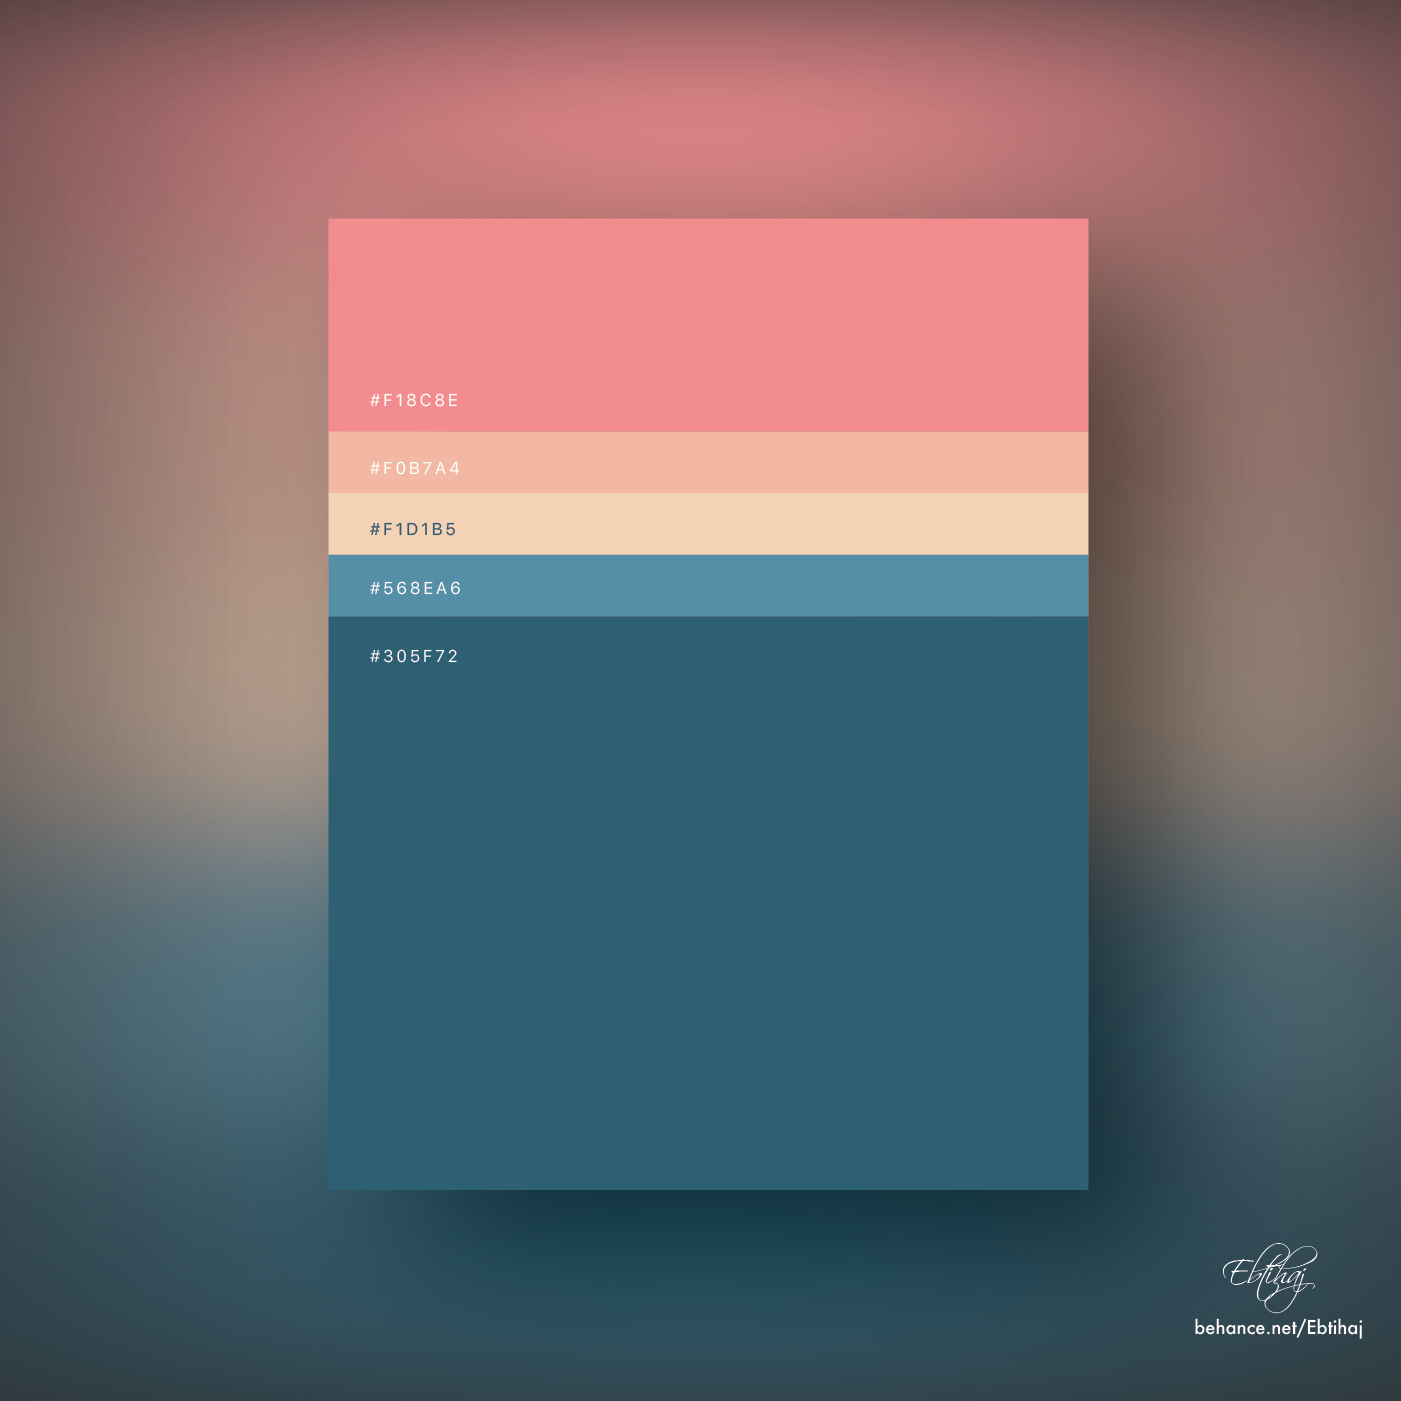 #F18C8E
#F0B7A4
#F1D1B5
#568EA6
#305F72
Ebtihaj
behance.net/Ebtihaj